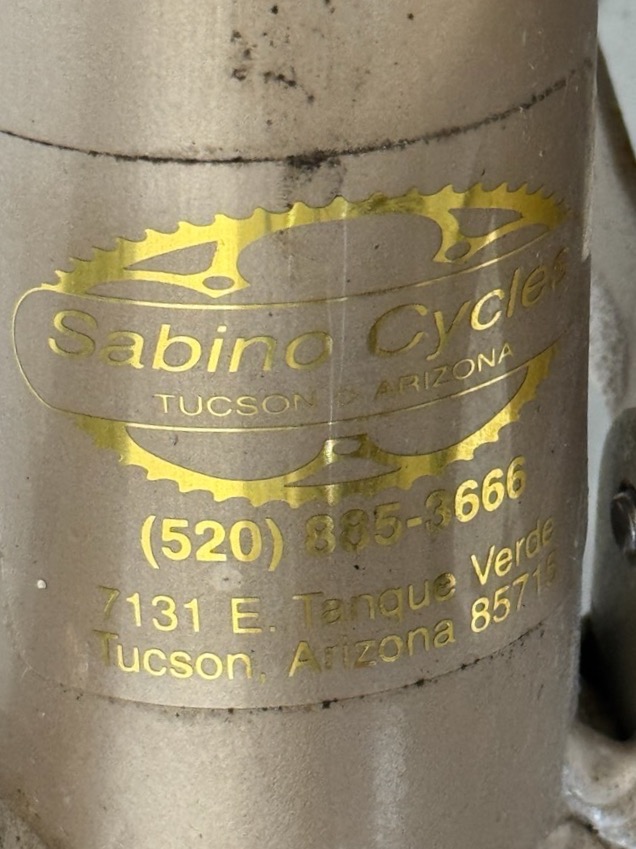 Sabino Cycles
TUCSON > ARIZONA
(520) 885-3666
7131 E. Tanque Verde
Tucson, Arizona 85715